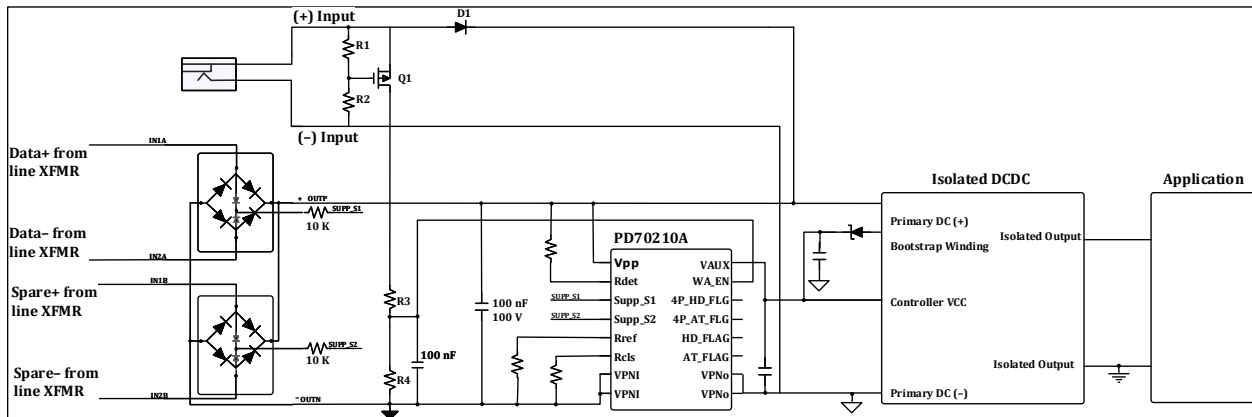 (+) Input
D1
R1
Q1
R2
(−) Input
IN1A
Data+ from
line XFMR
+ OUTP
SUPP_S1
10 K
Data− from
line XFMR
IN2A
IN1B
Spare+ from
line XFMR
SUPP_S2
10 K
Spare− from
line XFMR
IN2B
- OUTN
R3
R4
100 nF
100 nF
100 V
PD70210A
Vpp
Rdet
Supp_S1
Supp_S2
Rref
Rcls
VPNI
VPNI
SUPP_S1
SUPP_S2
VAUX
WA_EN
4P_HD_FLG
4P_AT_FLG
HD_FLAG
AT_FLAG
VPNo
VPNo
Isolated DCDC
Primary DC (+)
Bootstrap Winding
Isolated Output
Controller VCC
Isolated Output
Primary DC (−)
Application